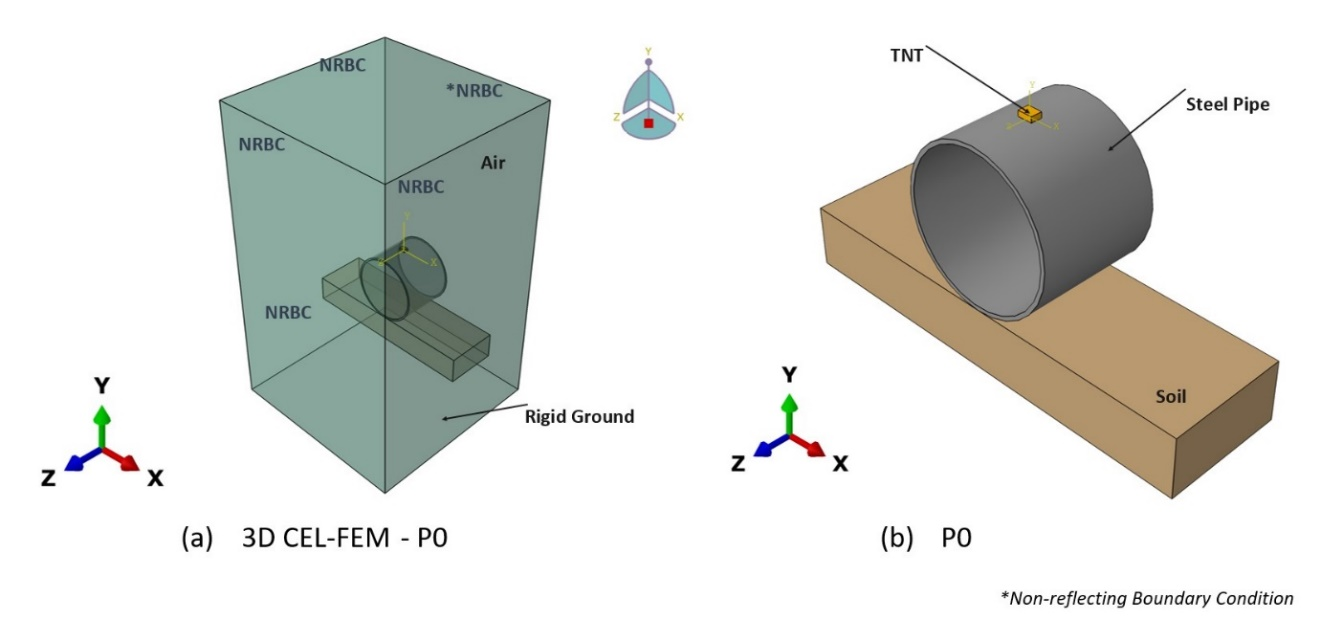 NRBC
*NRBC
NRBC
Air
NRBC
NRBC
Rigid Ground
Y
Z
X
Y
Z X
Y
X
(a) 3D CEL-FEM - P0
TNT
Steel Pipe
Y
X
Soil
Y
Z X
(b) P0
*Non-reflecting Boundary Condition